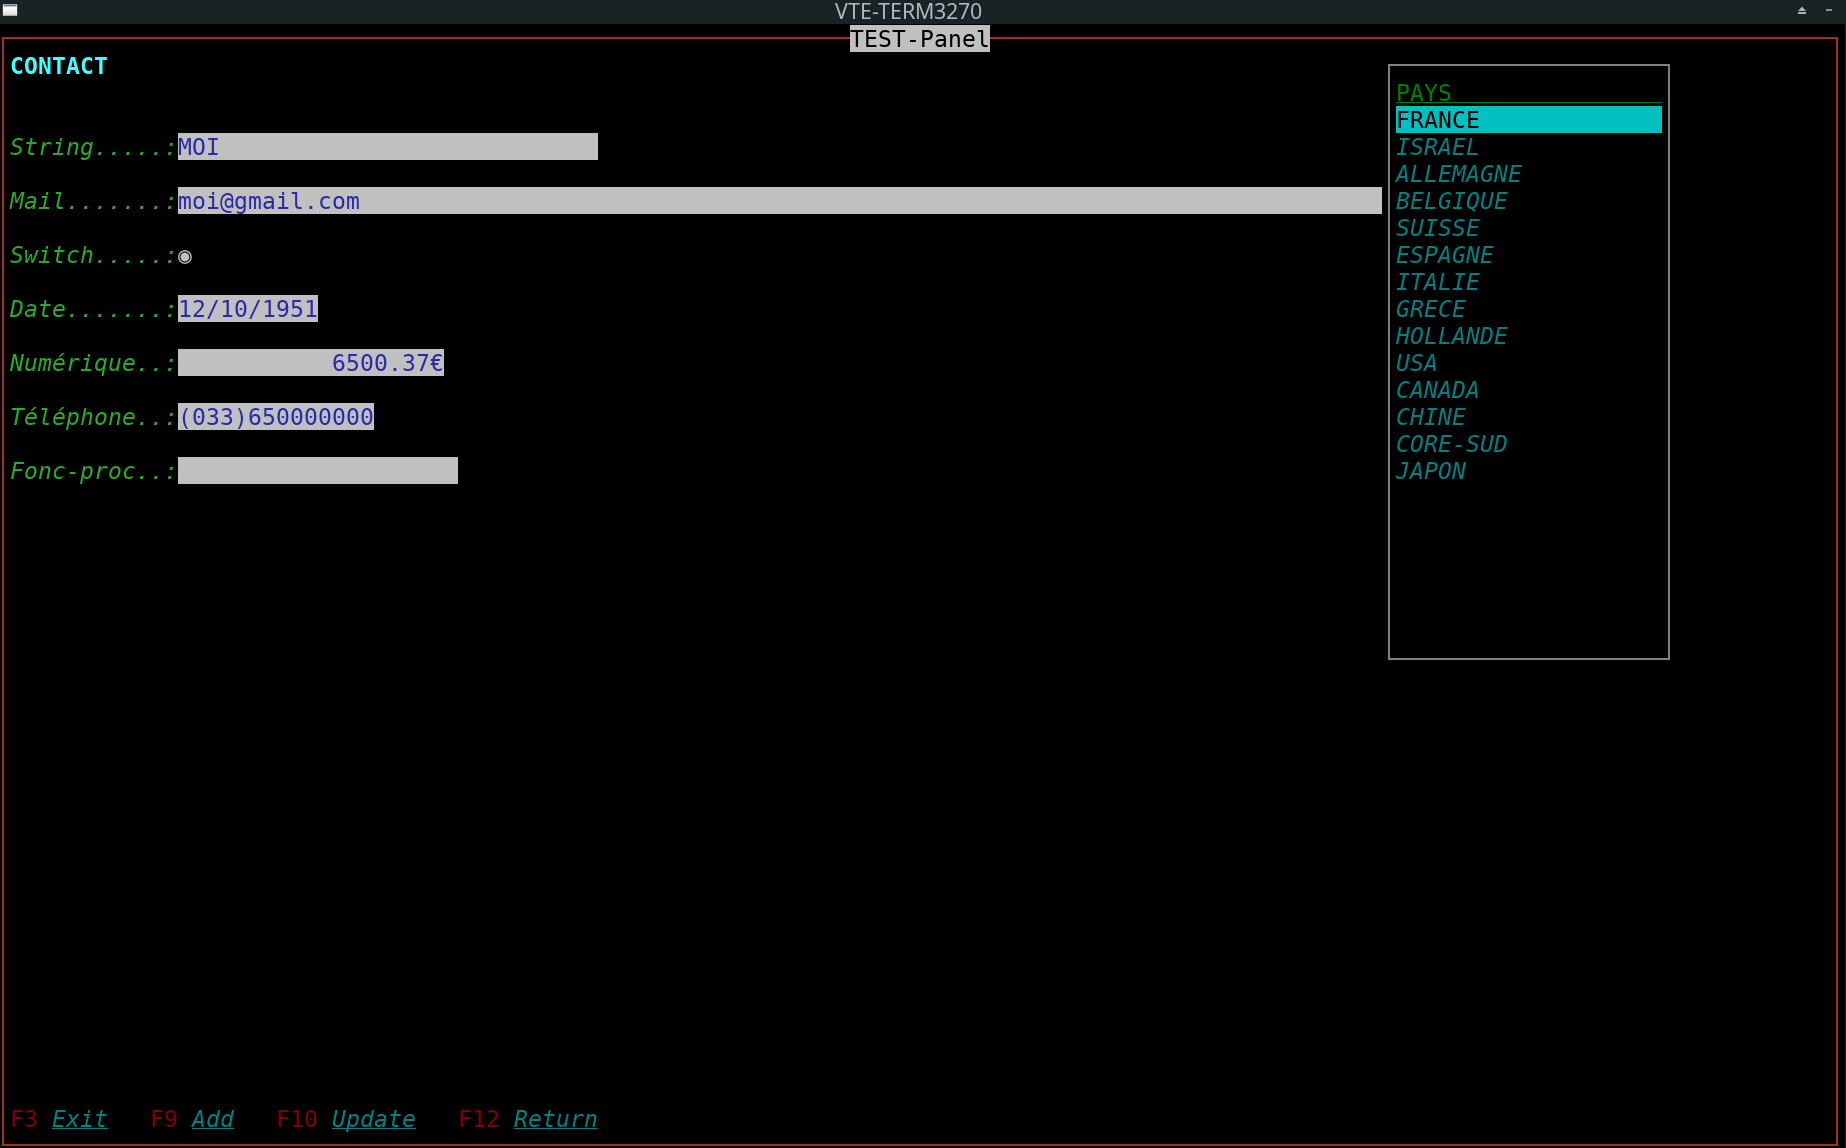 VTE-TERM3270
TEST-Panel
CONTACT
String.....:MOI
Mail.......:moi@gmail.com
Switch.....:◉
Date.......:12/10/1951
Numérique..:6500.37€
Téléphone..:(033)650000000
Fonc-proc..:
PAYS
FRANCE
ISRAEL
ALLEMAGNE
BELGIQUE
SUISSE
ESPAGNE
ITALIE
GRECE
HOLLANDE
USA
CANADA
CHINE
CORE-SUD
JAPON
F3 Exit F9 Add F10 Update F12 Return